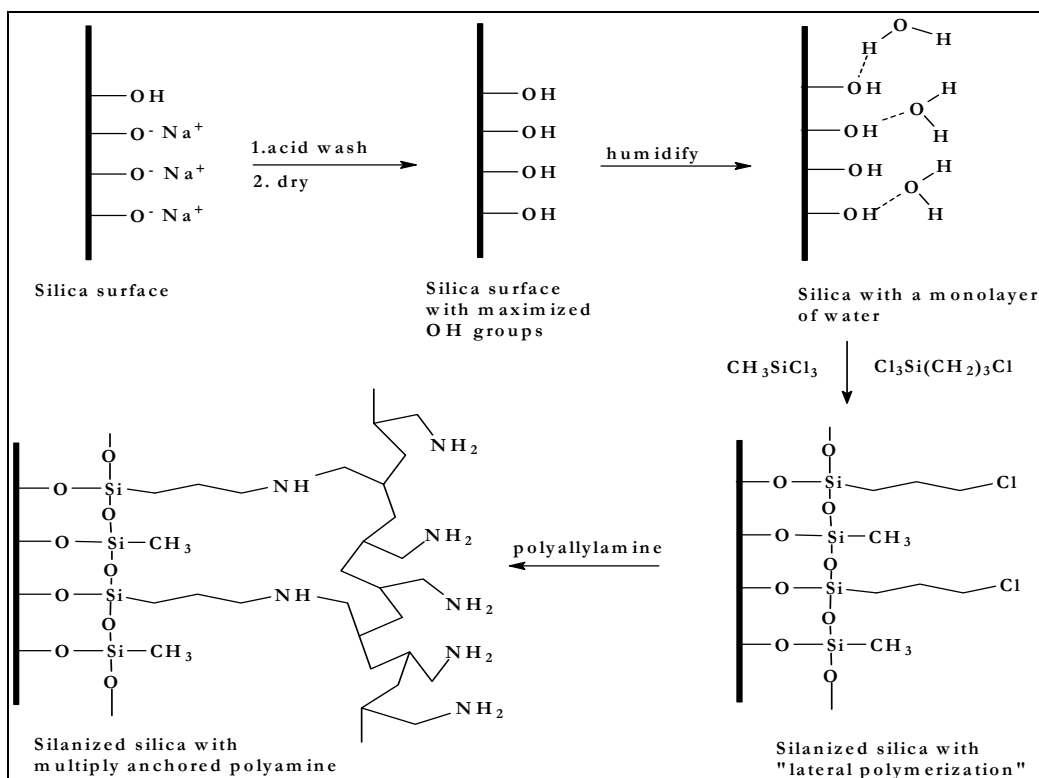 OH
O⁻ Na⁺
O⁻ Na⁺
O⁻ Na⁺
Silica surface
1.acid wash
2. dry
OH
OH
OH
OH
Silica surface
with maximized
OH groups
humidify
H O H
OH
OH O H H
OH
OH O H H
Silica with a monolayer
of water
CH₃SiCl₃ Cl₃Si(CH₂)₃Cl
O
O Si Cl
O
O Si CH₃
O
O Si Cl
O
O Si CH₃
O
Silanized silica with
"lateral polymerization"
polyallylamine
NH₂
O
O Si NH
O
O Si CH₃
NH₂
O
O Si NH
NH₂
O
O Si CH₃
NH₂
O
NH₂
Silanized silica with
multiply anchored polyamine